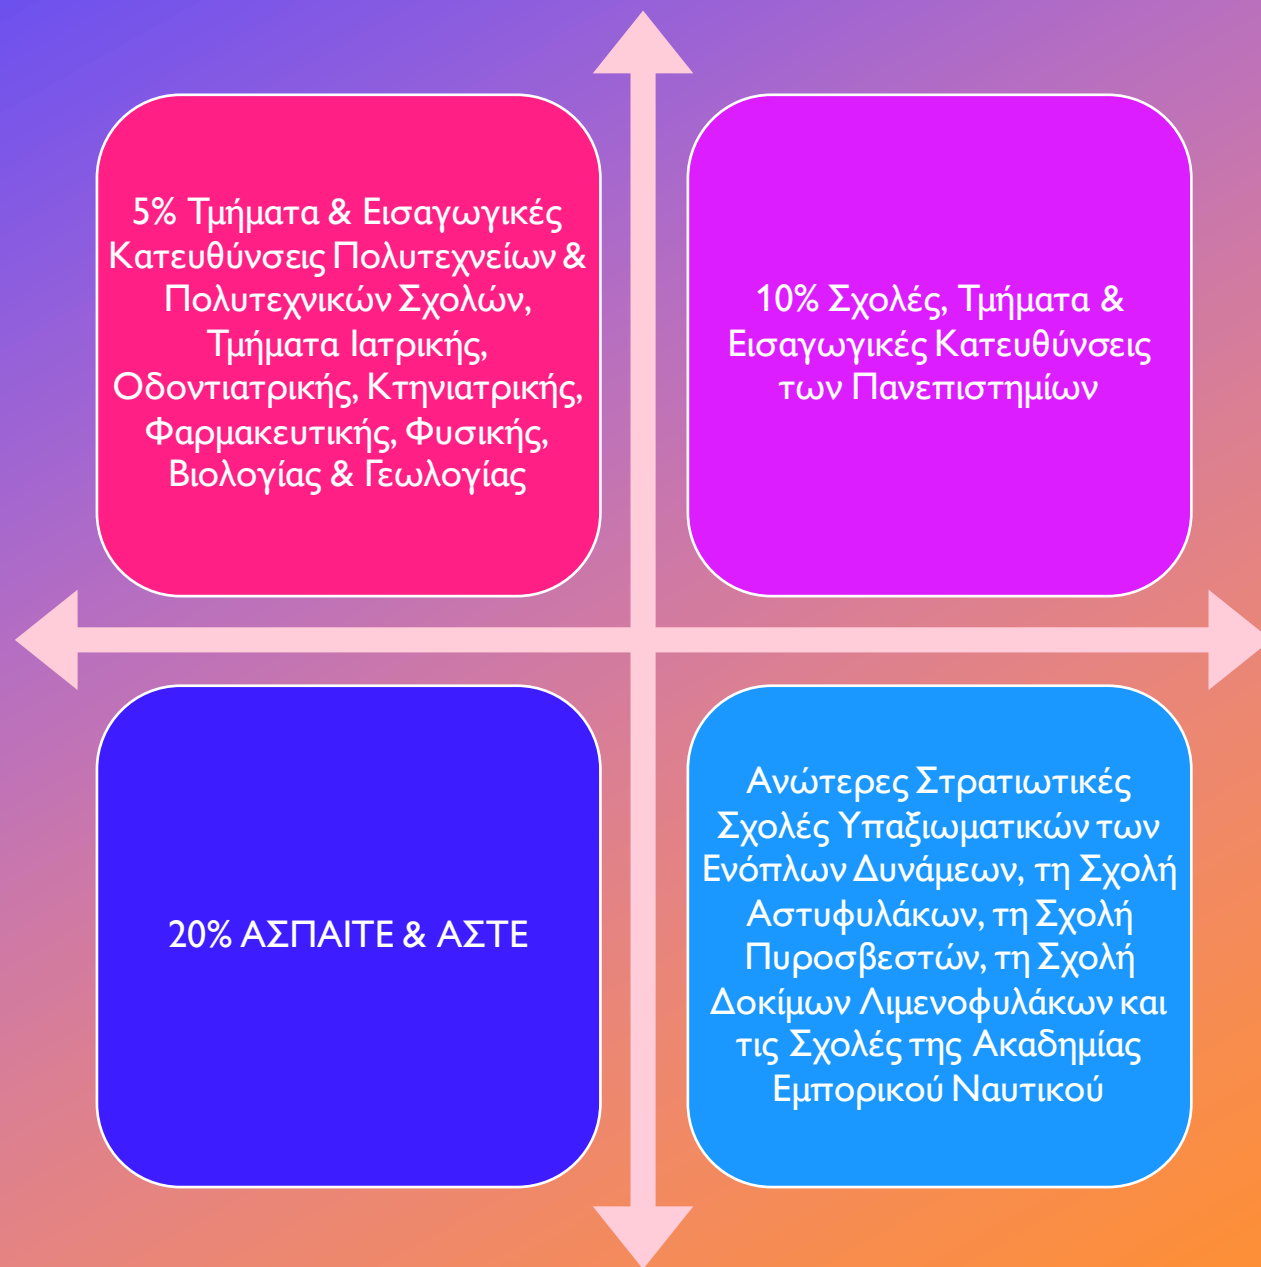 5% Τμήματα & Εισαγωγικές
Κατευθύνσεις Πολυτεχνείων &
Πολυτεχνικών Σχολών,
Τμήματα Ιατρικής,
Οδοντιατρικής, Κτηνιατρικής,
Φαρμακευτικής, Φυσικής,
Βιολογίας & Γεωλογίας
10% Σχολές, Τμήματα &
Εισαγωγικές Κατευθύνσεις
των Πανεπιστημίων
20% ΑΣΠΑΙΤΕ & ΑΣΤΕ
Ανώτερες Στρατιωτικές
Σχολές Υπαξιωματικών των
Ενόπλων Δυνάμεων, τη Σχολή
Αστυφυλάκων, τη Σχολή
Πυροσβεστών, τη Σχολή
Δοκίμων Λιμενοφυλάκων και
τις Σχολές της Ακαδημίας
Εμπορικού Ναυτικού